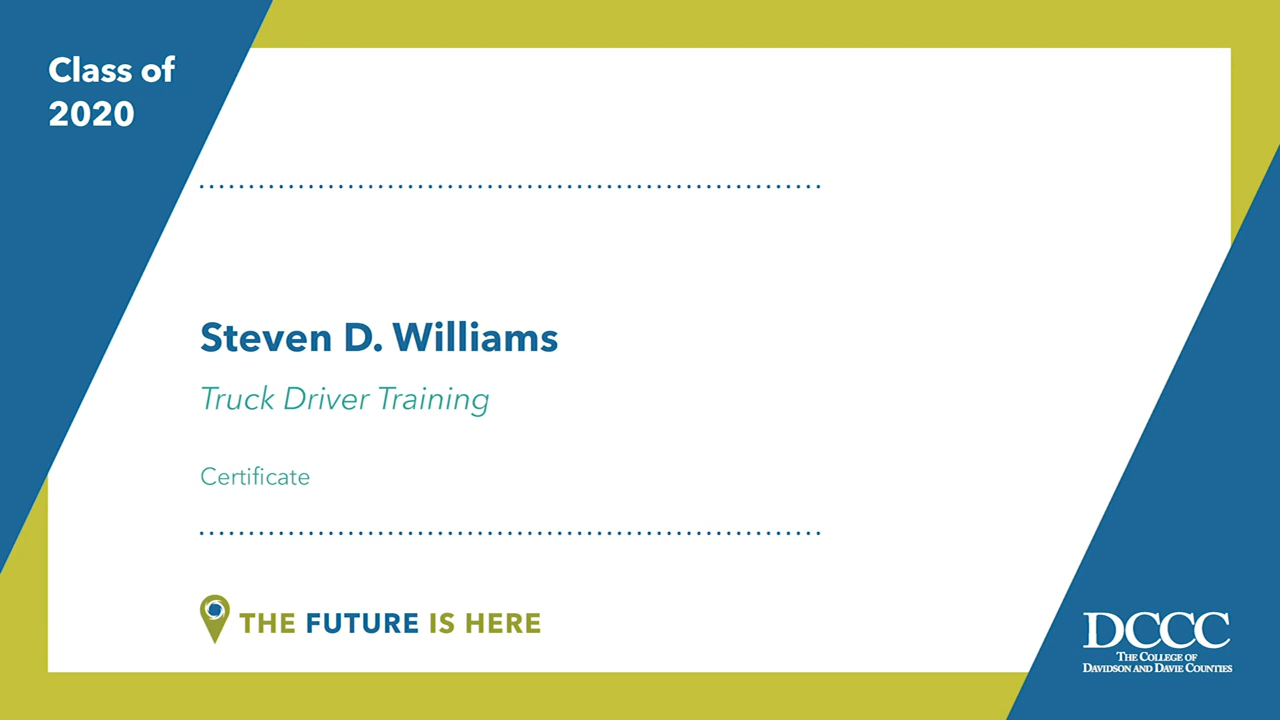 Class of
2020
Steven D. Williams
Truck Driver Training
Certificate
THE FUTURE IS HERE
DCCC
THE COLLEGE OF
DAVIDSON AND DAVIE COUNTIES